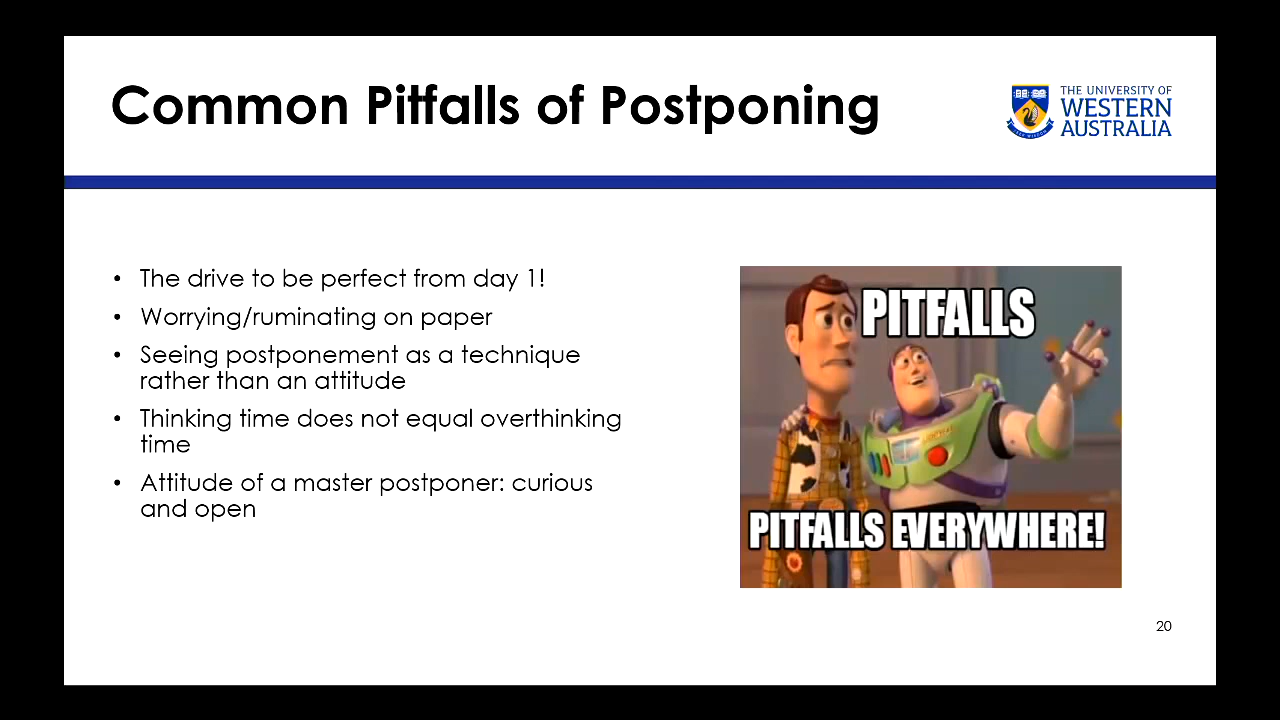 Common Pitfalls of Postponing
THE UNIVERSITY OF
WESTERN
AUSTRALIA
• The drive to be perfect from day 1!
• Worrying/ruminating on paper
• Seeing postponement as a technique
rather than an attitude
• Thinking time does not equal overthinking
time
• Attitude of a master postponer: curious
and open
PITFALLS
PITFALLS EVERYWHERE!
20